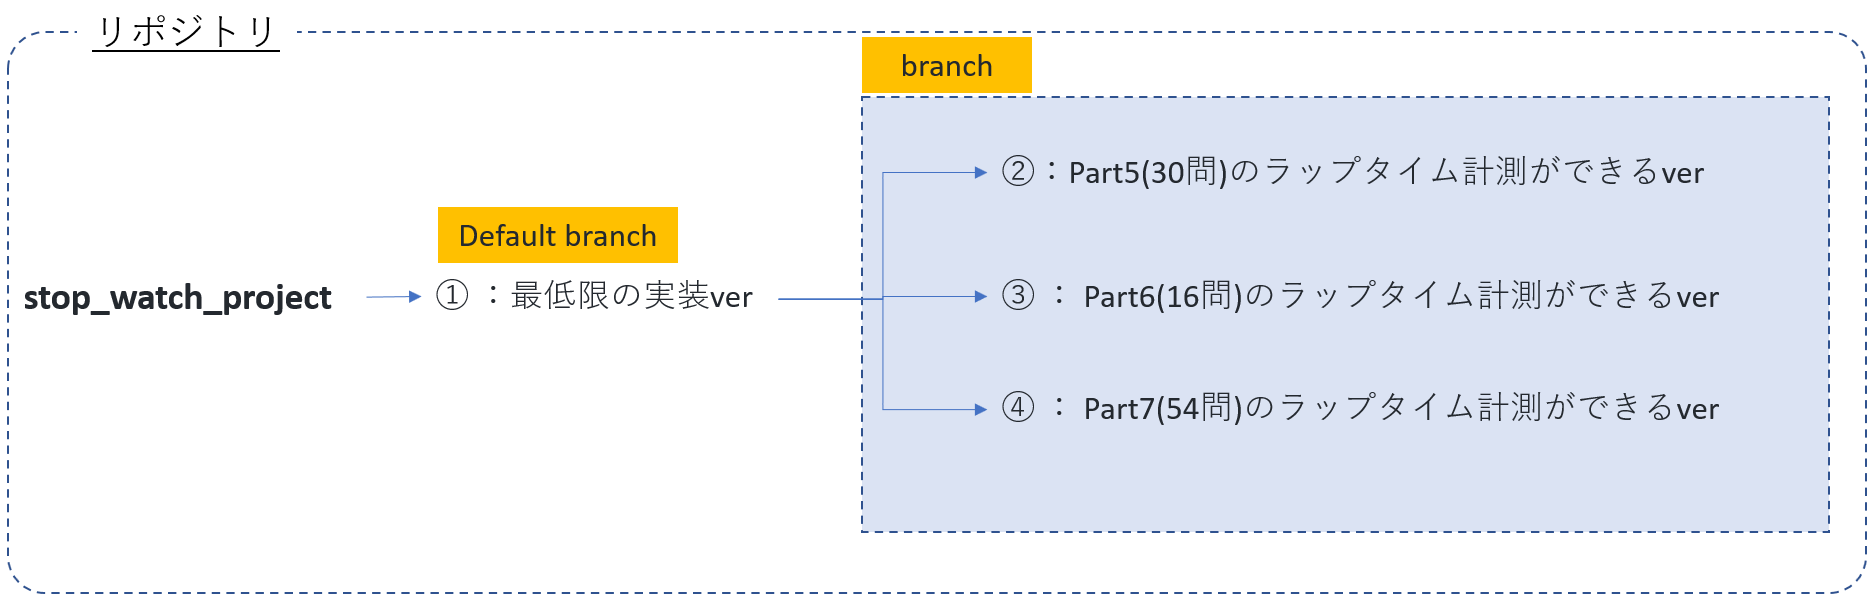 リポジトリ
branch
②：Part5(30問)のラップタイム計測ができるver
Default branch
stop_watch_project
①：最低限の実装ver
③： Part6(16問)のラップタイム計測ができるver
④： Part7(54問)のラップタイム計測ができるver